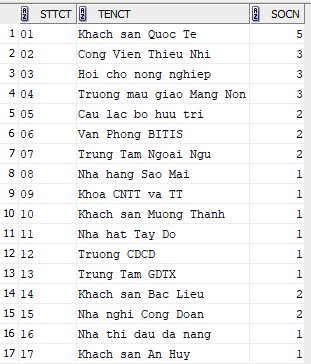 STTCT TENCT SOCN
1 01 Khach san Quoc Te 5
2 02 Cong Vien Thieu Nhi 3
3 03 Hoi cho nong nghiep 3
4 04 Truong mau giao Mang Non 3
5 05 Cau lac bo huu tri 2
6 06 Van Phong BITIS 2
7 07 Trung Tam Ngoai Ngu 2
8 08 Nha hang Sao Mai 1
9 09 Khoa CNTT va TT 1
10 10 Khach san Muong Thanh 1
11 11 Nha hat Tay Do 1
12 12 Truong CDCD 1
13 13 Trung Tam GDTX 1
14 14 Khach san Bac Lieu 2
15 15 Nha nghi Cong Doan 2
16 16 Nha thi dau da nang 1
17 17 Khach san An Huy 1